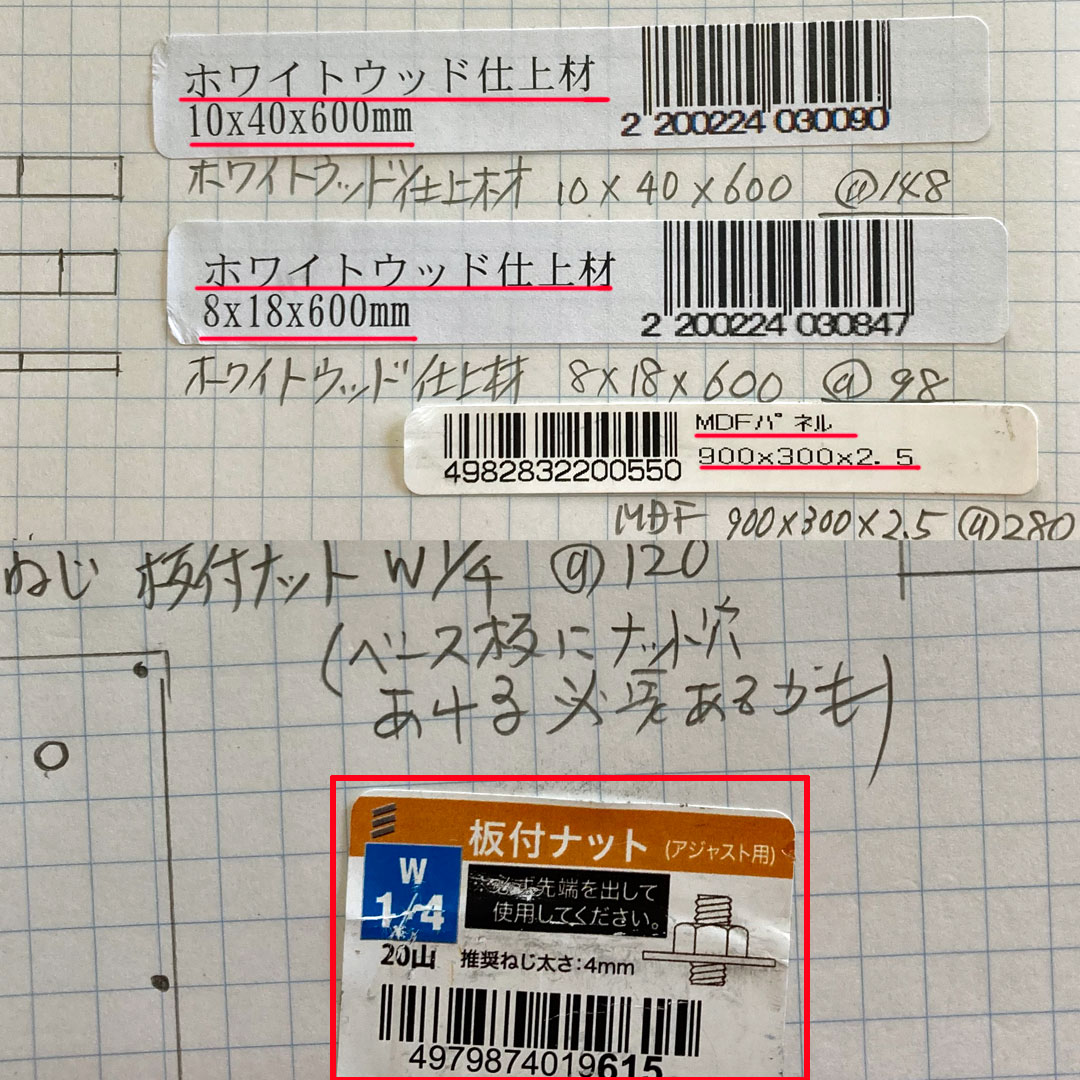 ホワイトウッド仕上材
10x40x600mm
2 200224 030090
ホワイトウッド仕上材 10×40×600 @148
ホワイトウッド仕上材
8x18x600mm
2 200224 030847
ホワイトウッド仕上材 8×18×600 @98
MDFパネル
900x300x2.5
4982832200550
MDF 900×300×2.5 @280
ねじ 板付ナット W1/4 @120
(ベース板にナット穴
あける必要あるかも)
板付ナット (アジャスト用)
W
1/4
※必ず先端を出して
使用してください。
20山 推奨ねじ太さ:4mm
4979874019615